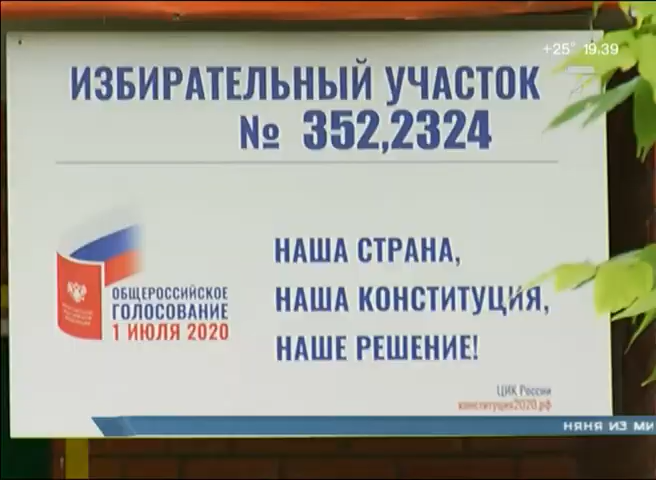 +25° 19.39
ИЗБИРАТЕЛЬНЫЙ УЧАСТОК
№ 352,2324
НАША СТРАНА,
НАША КОНСТИТУЦИЯ,
НАШЕ РЕШЕНИЕ!
ОБЩЕРОССИЙСКОЕ
ГОЛОСОВАНИЕ
1 ИЮЛЯ 2020
ЦИК России
конституция2020.рф
НЯНЯ ИЗ МИ